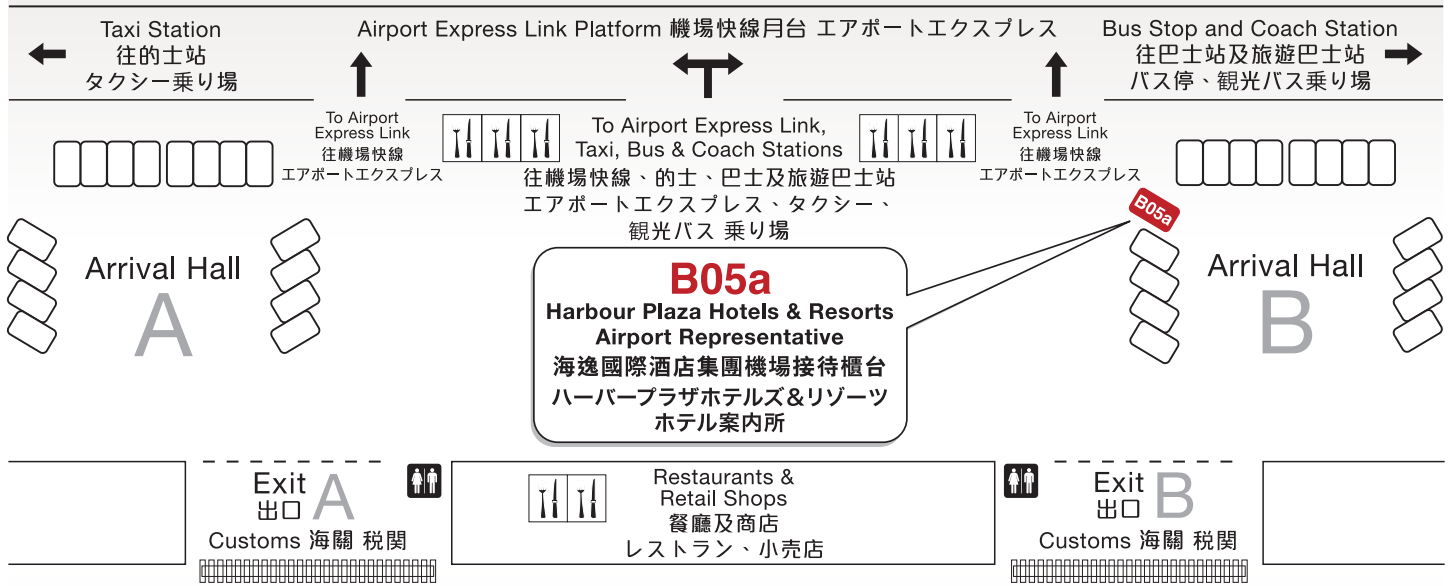 Taxi Station
往的士站
タクシー乗り場
Airport Express Link Platform 機場快線月台 エアポートエクスプレス
Bus Stop and Coach Station
往巴士站及旅遊巴士站
バス停、観光バス乗り場
To Airport
Express Link
往機場快線
エアポートエクスプレス
To Airport Express Link,
Taxi, Bus & Coach Stations
往機場快線、的士、巴士及旅遊巴士站
エアポートエクスプレス、タクシー、
観光バス 乗り場
To Airport
Express Link
往機場快線
エアポートエクスプレス
B05a
Arrival Hall
A
B05a
Harbour Plaza Hotels & Resorts
Airport Representative
海逸國際酒店集團機場接待櫃台
ハーバープラザホテルズ&リゾーツ
ホテル案内所
Arrival Hall
B
Exit A
出口
Customs 海關 税関
Restaurants &
Retail Shops
餐廳及商店
レストラン、小売店
Exit B
出口
Customs 海關 税関